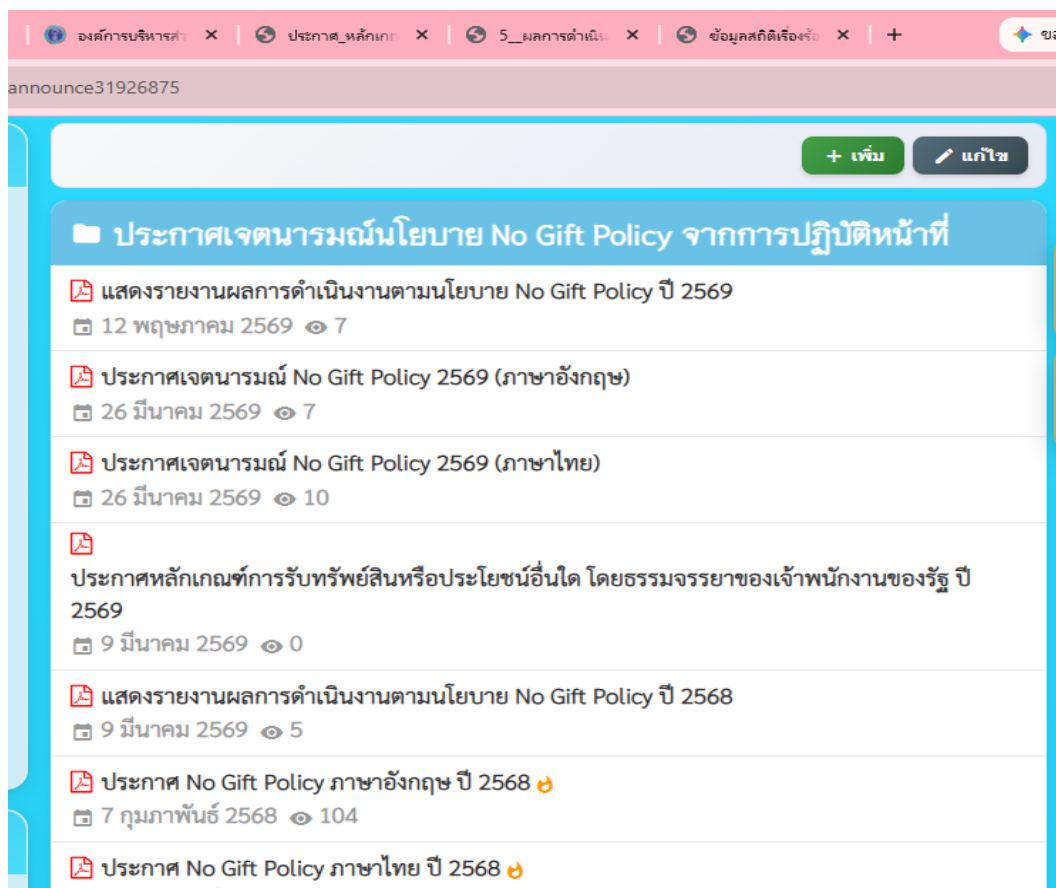 องค์การบริหารส่ว
ประกาศ_หลักเกณ
5__ผลการดำเนิน
ข้อมูลสถิติเรื่องร้อ
announce31926875
+ เพิ่ม
แก้ไข
ประกาศเจตนารมณ์นโยบาย No Gift Policy จากการปฏิบัติหน้าที่
แสดงรายงานผลการดำเนินงานตามนโยบาย No Gift Policy ปี 2569
12 พฤษภาคม 2569 7
ประกาศเจตนารมณ์ No Gift Policy 2569 (ภาษาอังกฤษ)
26 มีนาคม 2569 7
ประกาศเจตนารมณ์ No Gift Policy 2569 (ภาษาไทย)
26 มีนาคม 2569 10
ประกาศหลักเกณฑ์การรับทรัพย์สินหรือประโยชน์อื่นใด โดยธรรมจรรยาของเจ้าพนักงานของรัฐ ปี
2569
9 มีนาคม 2569 0
แสดงรายงานผลการดำเนินงานตามนโยบาย No Gift Policy ปี 2568
9 มีนาคม 2569 5
ประกาศ No Gift Policy ภาษาอังกฤษ ปี 2568
7 กุมภาพันธ์ 2568 104
ประกาศ No Gift Policy ภาษาไทย ปี 2568